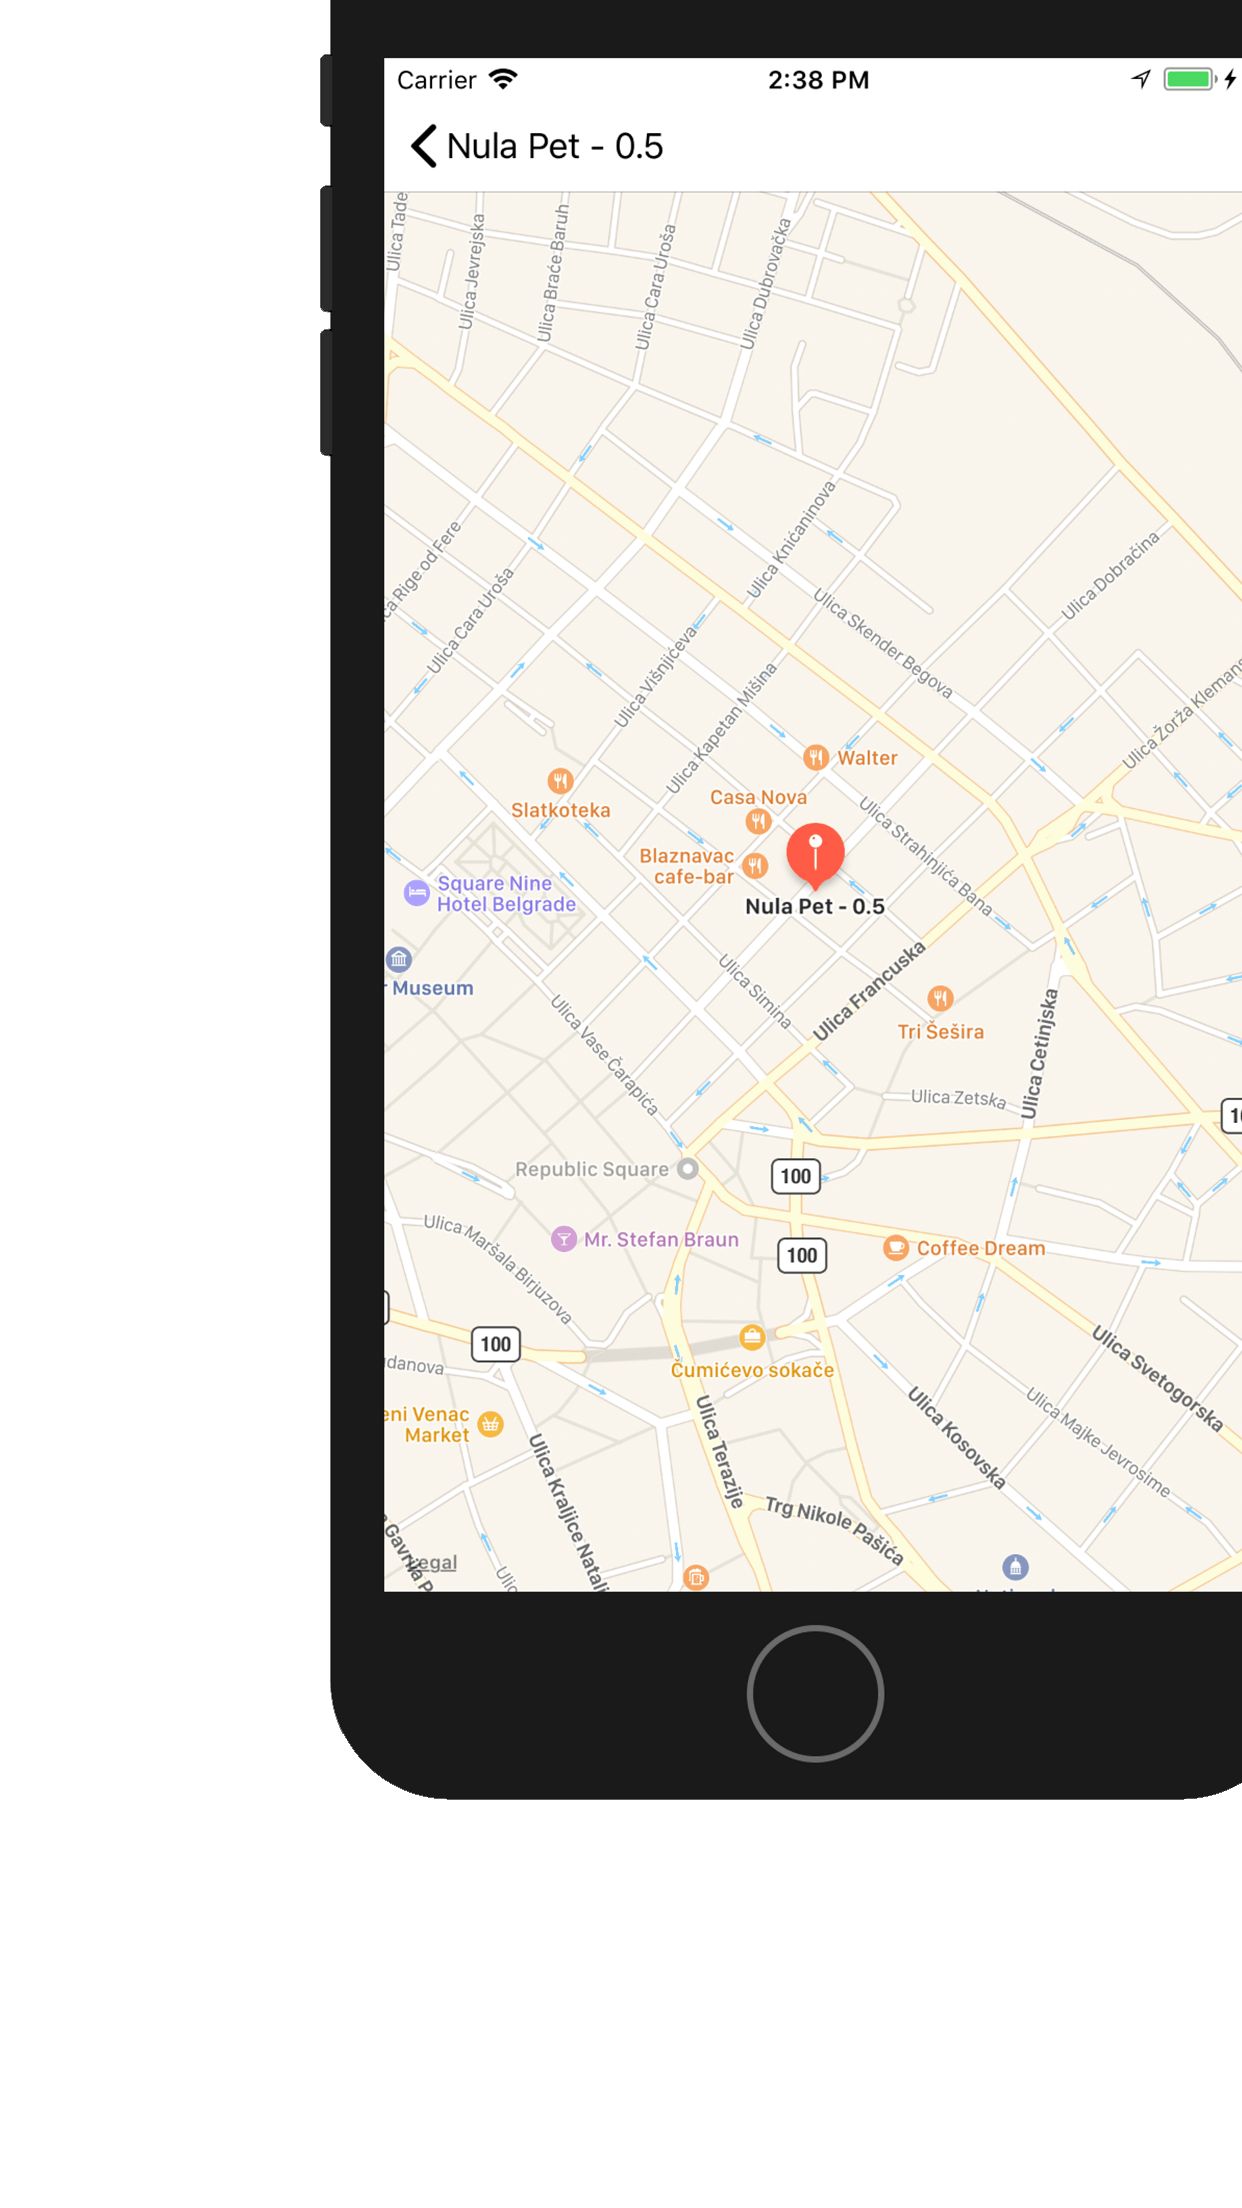 Carrier
2:38 PM
Nula Pet - 0.5
Ulica Tade
Ulica Jevrejska
Ulica Braće Baruh
Ulica Cara Uroša
Ulica Dubrovačka
Ulica Knićaninova
Ulica Rige od Fere
Ulica Cara Uroša
Ulica Dobračina
Ulica Skender Begova
Ulica Višnjićeva
Ulica Kapetan Mišina
Ulica Žorža Klemans
Walter
Casa Nova
Slatkoteka
Ulica Strahinjića Bana
Blaznavac
cafe-bar
Square Nine
Hotel Belgrade
Nula Pet - 0.5
Museum
Ulica Simina
Ulica Francuska
Tri Šešira
Ulica Vase Čarapića
Ulica Cetinjska
Ulica Zetska
Republic Square
100
Ulica Maršala Birjuzova
Mr. Stefan Braun
100
Coffee Dream
100
danova
Čumićevo sokače
Ulica Svetogorska
eni Venac
Market
Ulica Terazije
Ulica Kosovska
Ulica Majke Jevrosime
Ulica Kraljice Natali
Trg Nikole Pašića
Gavrila P
Legal
Ulic